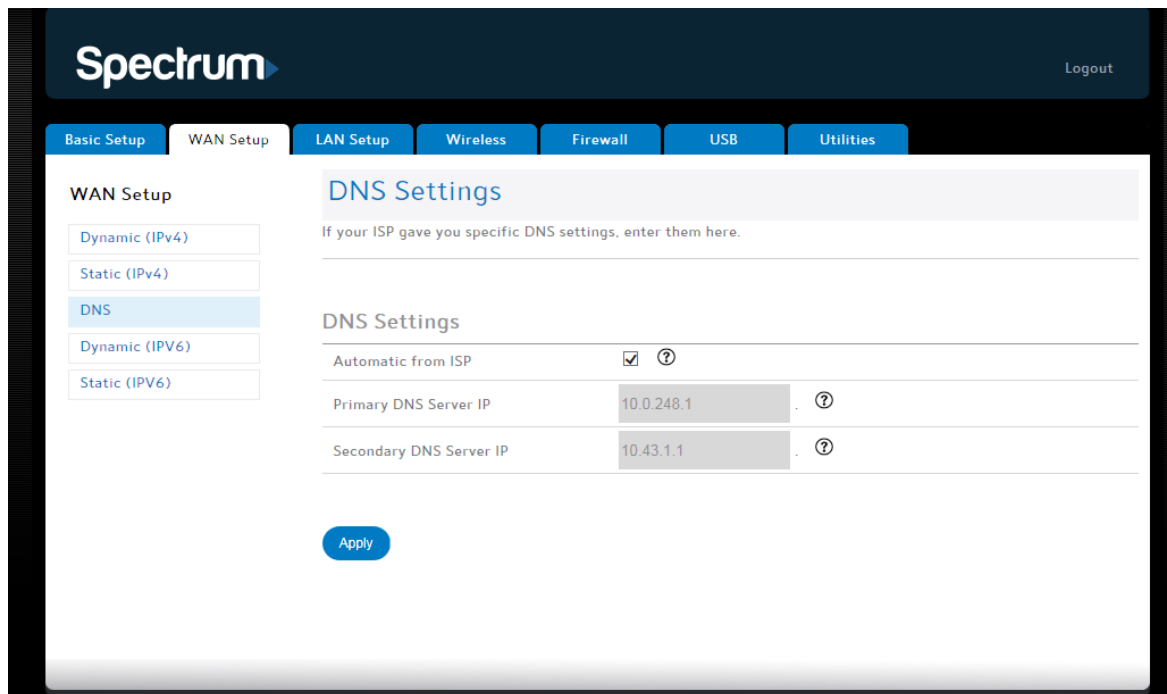 Spectrum
Logout
Basic Setup WAN Setup LAN Setup Wireless Firewall USB Utilities
WAN Setup
Dynamic (IPv4)
Static (IPv4)
DNS
Dynamic (IPV6)
Static (IPV6)
DNS Settings
If your ISP gave you specific DNS settings, enter them here.
DNS Settings
Automatic from ISP ?
Primary DNS Server IP 10.0.248.1 . ?
Secondary DNS Server IP 10.43.1.1 . ?
Apply